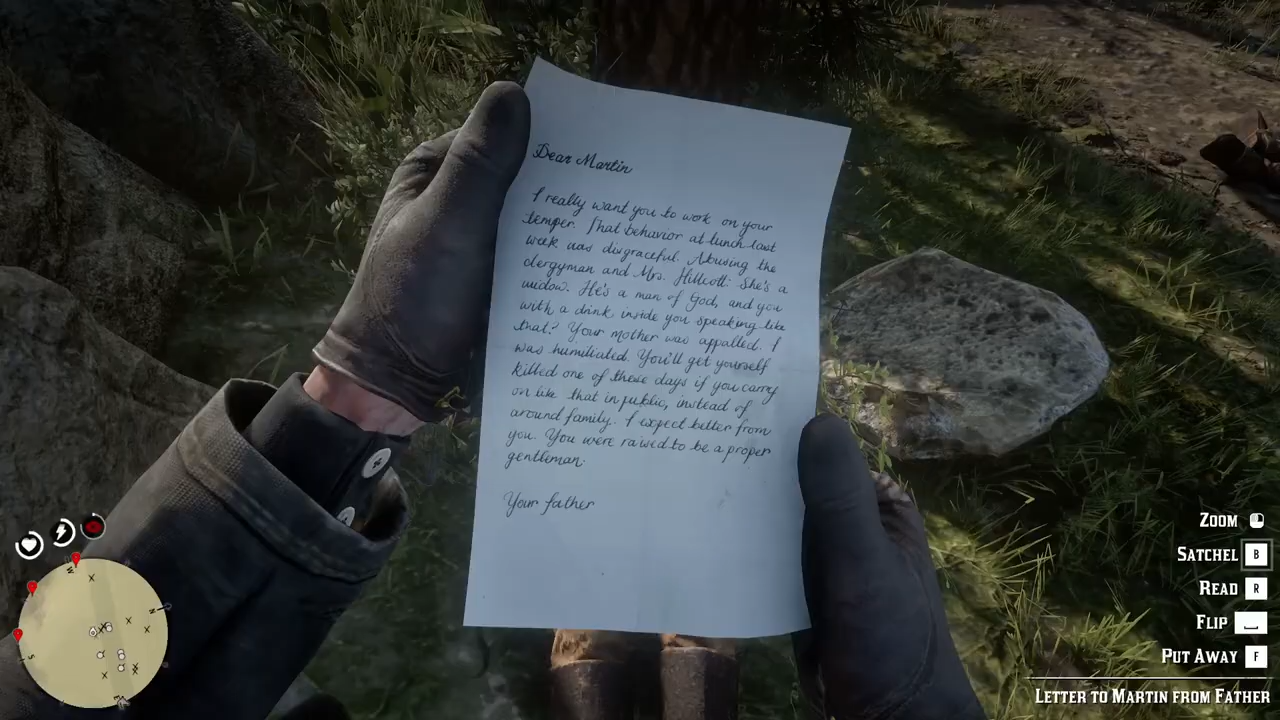 Dear Martin
I really want you to work on your
temper. That behavior at lunch last
week was disgraceful. Abusing the
clergyman and Mrs. Hillcott. She's a
widow. He's a man of God, and you
with a drink inside you speaking like
that? Your mother was appalled. I
was humiliated. You'll get yourself
killed one of these days if you carry
on like that in public, instead of
around family. I expect better from
you. You were raised to be a proper
gentleman.
Your father
ZOOM
SATCHEL B
READ R
FLIP
PUT AWAY F
LETTER TO MARTIN FROM FATHER